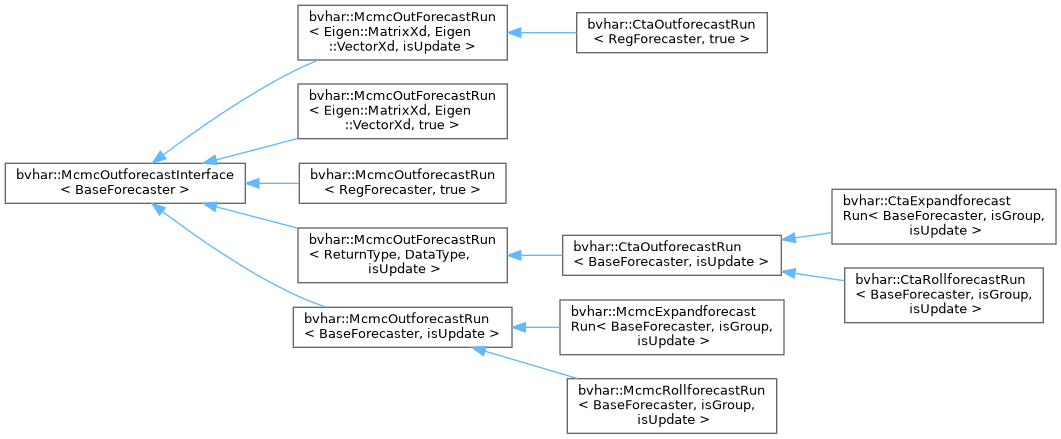 bvhar::McmcOutForecastRun
< Eigen::MatrixXd, Eigen
::VectorXd, isUpdate >
bvhar::CtaOutforecastRun
< RegForecaster, true >
bvhar::McmcOutForecastRun
< Eigen::MatrixXd, Eigen
::VectorXd, true >
bvhar::McmcOutforecastInterface
< BaseForecaster >
bvhar::McmcOutforecastRun
< RegForecaster, true >
bvhar::McmcOutForecastRun
< ReturnType, DataType,
isUpdate >
bvhar::CtaOutforecastRun
< BaseForecaster, isUpdate >
bvhar::CtaExpandforecast
Run< BaseForecaster, isGroup,
isUpdate >
bvhar::CtaRollforecastRun
< BaseForecaster, isGroup,
isUpdate >
bvhar::McmcOutforecastRun
< BaseForecaster, isUpdate >
bvhar::McmcExpandforecast
Run< BaseForecaster, isGroup,
isUpdate >
bvhar::McmcRollforecastRun
< BaseForecaster, isGroup,
isUpdate >